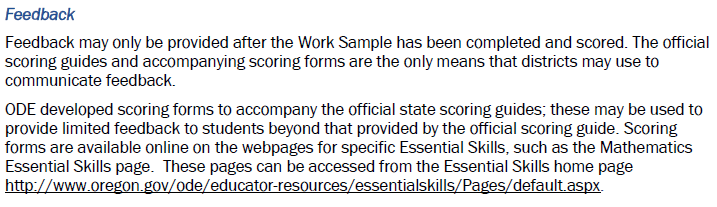 Feedback
Feedback may only be provided after the Work Sample has been completed and scored. The official
scoring guides and accompanying scoring forms are the only means that districts may use to
communicate feedback.
ODE developed scoring forms to accompany the official state scoring guides; these may be used to
provide limited feedback to students beyond that provided by the official scoring guide. Scoring
forms are available online on the webpages for specific Essential Skills, such as the Mathematics
Essential Skills page.  These pages can be accessed from the Essential Skills home page
http://www.oregon.gov/ode/educator-resources/essentialskills/Pages/default.aspx.